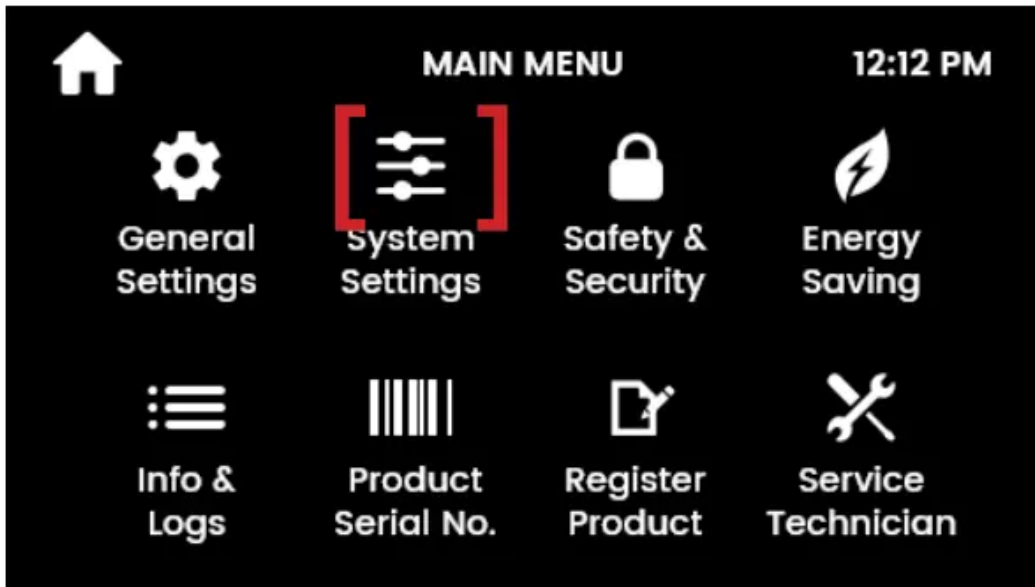 MAIN MENU
12:12 PM
General
Settings
System
Settings
Safety &
Security
Energy
Saving
Info &
Logs
Product
Serial No.
Register
Product
Service
Technician